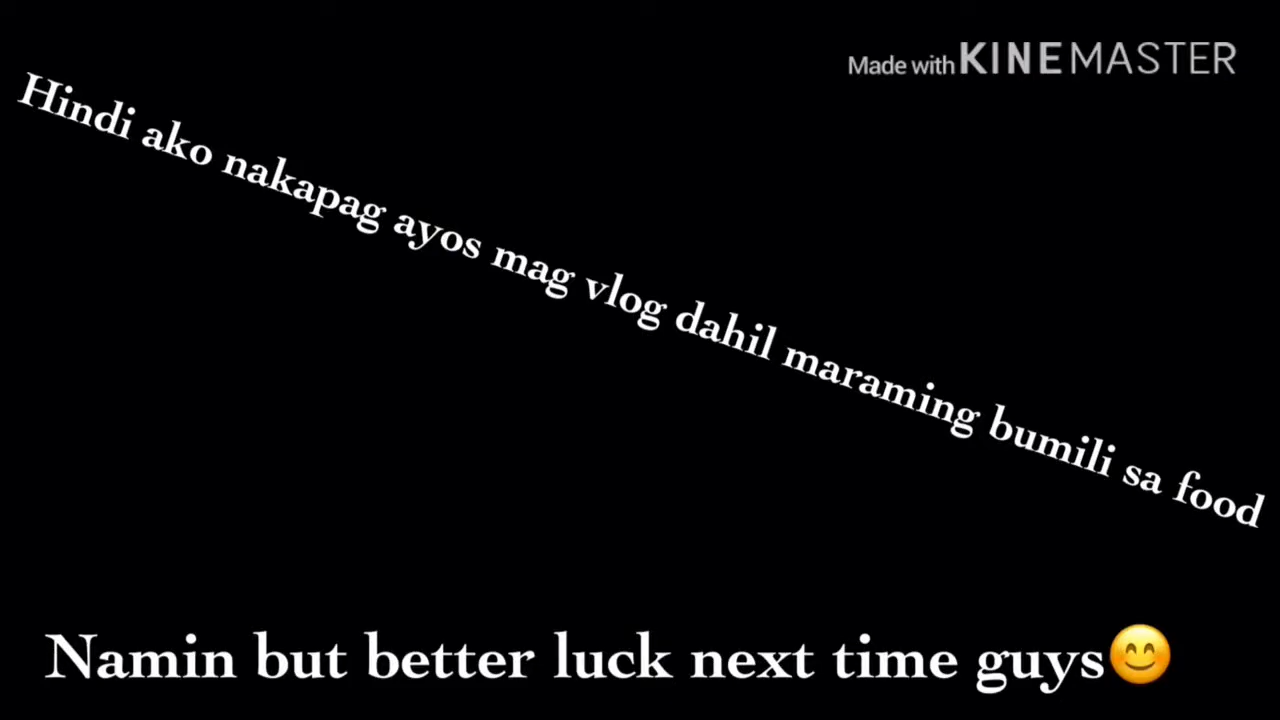 Made with KINEMASTER
Hindi ako nakapag ayos mag vlog dahil maraming bumili sa food
Namin but better luck next time guys😊